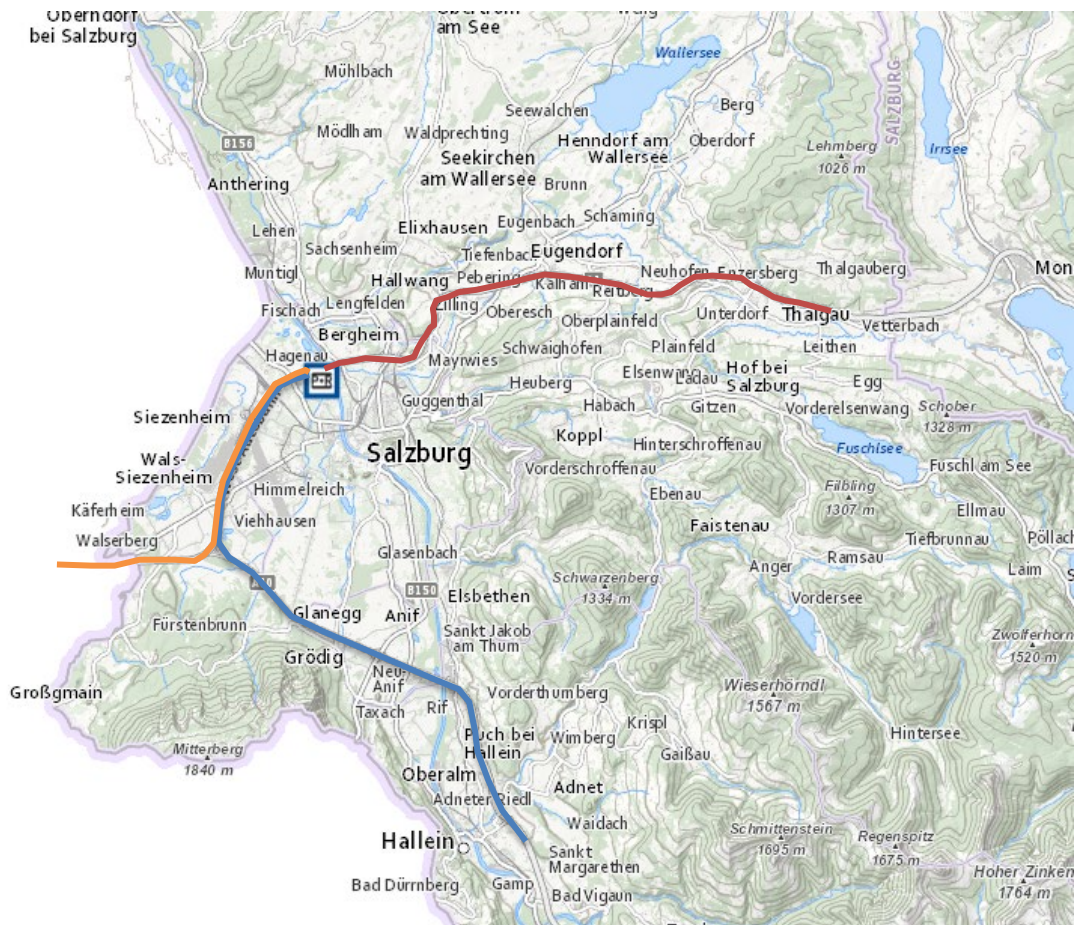 Oberndorf
bei Salzburg
am See
Wallersee
Mühlbach
Seewalchen
Berg
Mödlham
Waldprechting
Henndorf am
Wallersee
Oberdorf
SALZBURG
B156
Seekirchen
am Wallersee
Lehmberg
1026 m
Irrsee
Anthering
Brunn
Lehen
Elixhausen
Eugenbach
Schaming
Sachsenheim
Tiefenbac
Eugendorf
Muntigl
Hallwang
Pebering
Kalham
Neuhofen
Enzersberg
Thalgauberg
Mon
Fischach
Lengfelden
Zilling
Oberesch
Reitberg
Oberplainfeld
Unterdorf
Thalgau
Vetterbach
Bergheim
Hagenau
Mayrwies
Schwaighofen
Plainfeld
Leithen
P+R
Heuberg
Elsenwang
Ladau
Hof bei
Salzburg
Egg
Siezenheim
Guggenthal
Habach
Gitzen
Vorderelsenwang
Schober
1328 m
Salzburg
Koppl
Hinterschroffenau
Fuschlsee
Wals-
Siezenheim
Vorderschroffenau
Fuschl am See
Himmelreich
Ebenau
Filbling
1307 m
Käferheim
Viehhausen
Faistenau
Ellmau
Walserberg
Glasenbach
Tiefbrunnau
Pöllach
Anger
Ramsau
Laim
A10
B150
Elsbethen
Schwarzenberg
1334 m
Vordersee
Fürstenbrunn
Glanegg
Anif
Sankt Jakob
am Thurn
Zwölferhorn
1520 m
Grödig
Neu-
Anif
Großgmain
Taxach
Rif
Vorderthurnberg
Wieserhörndl
1567 m
Krispl
Puch bei
Hallein
Wimberg
Gaißau
Hintersee
Mitterberg
1840 m
Oberalm
Adnet
Adneter Riedl
Waidach
Schmittenstein
1695 m
Regenspitz
1675 m
Hallein
Sankt
Margarethen
Hoher Zinken
1764 m
Bad Dürrnberg
Gamp
Bad Vigaun